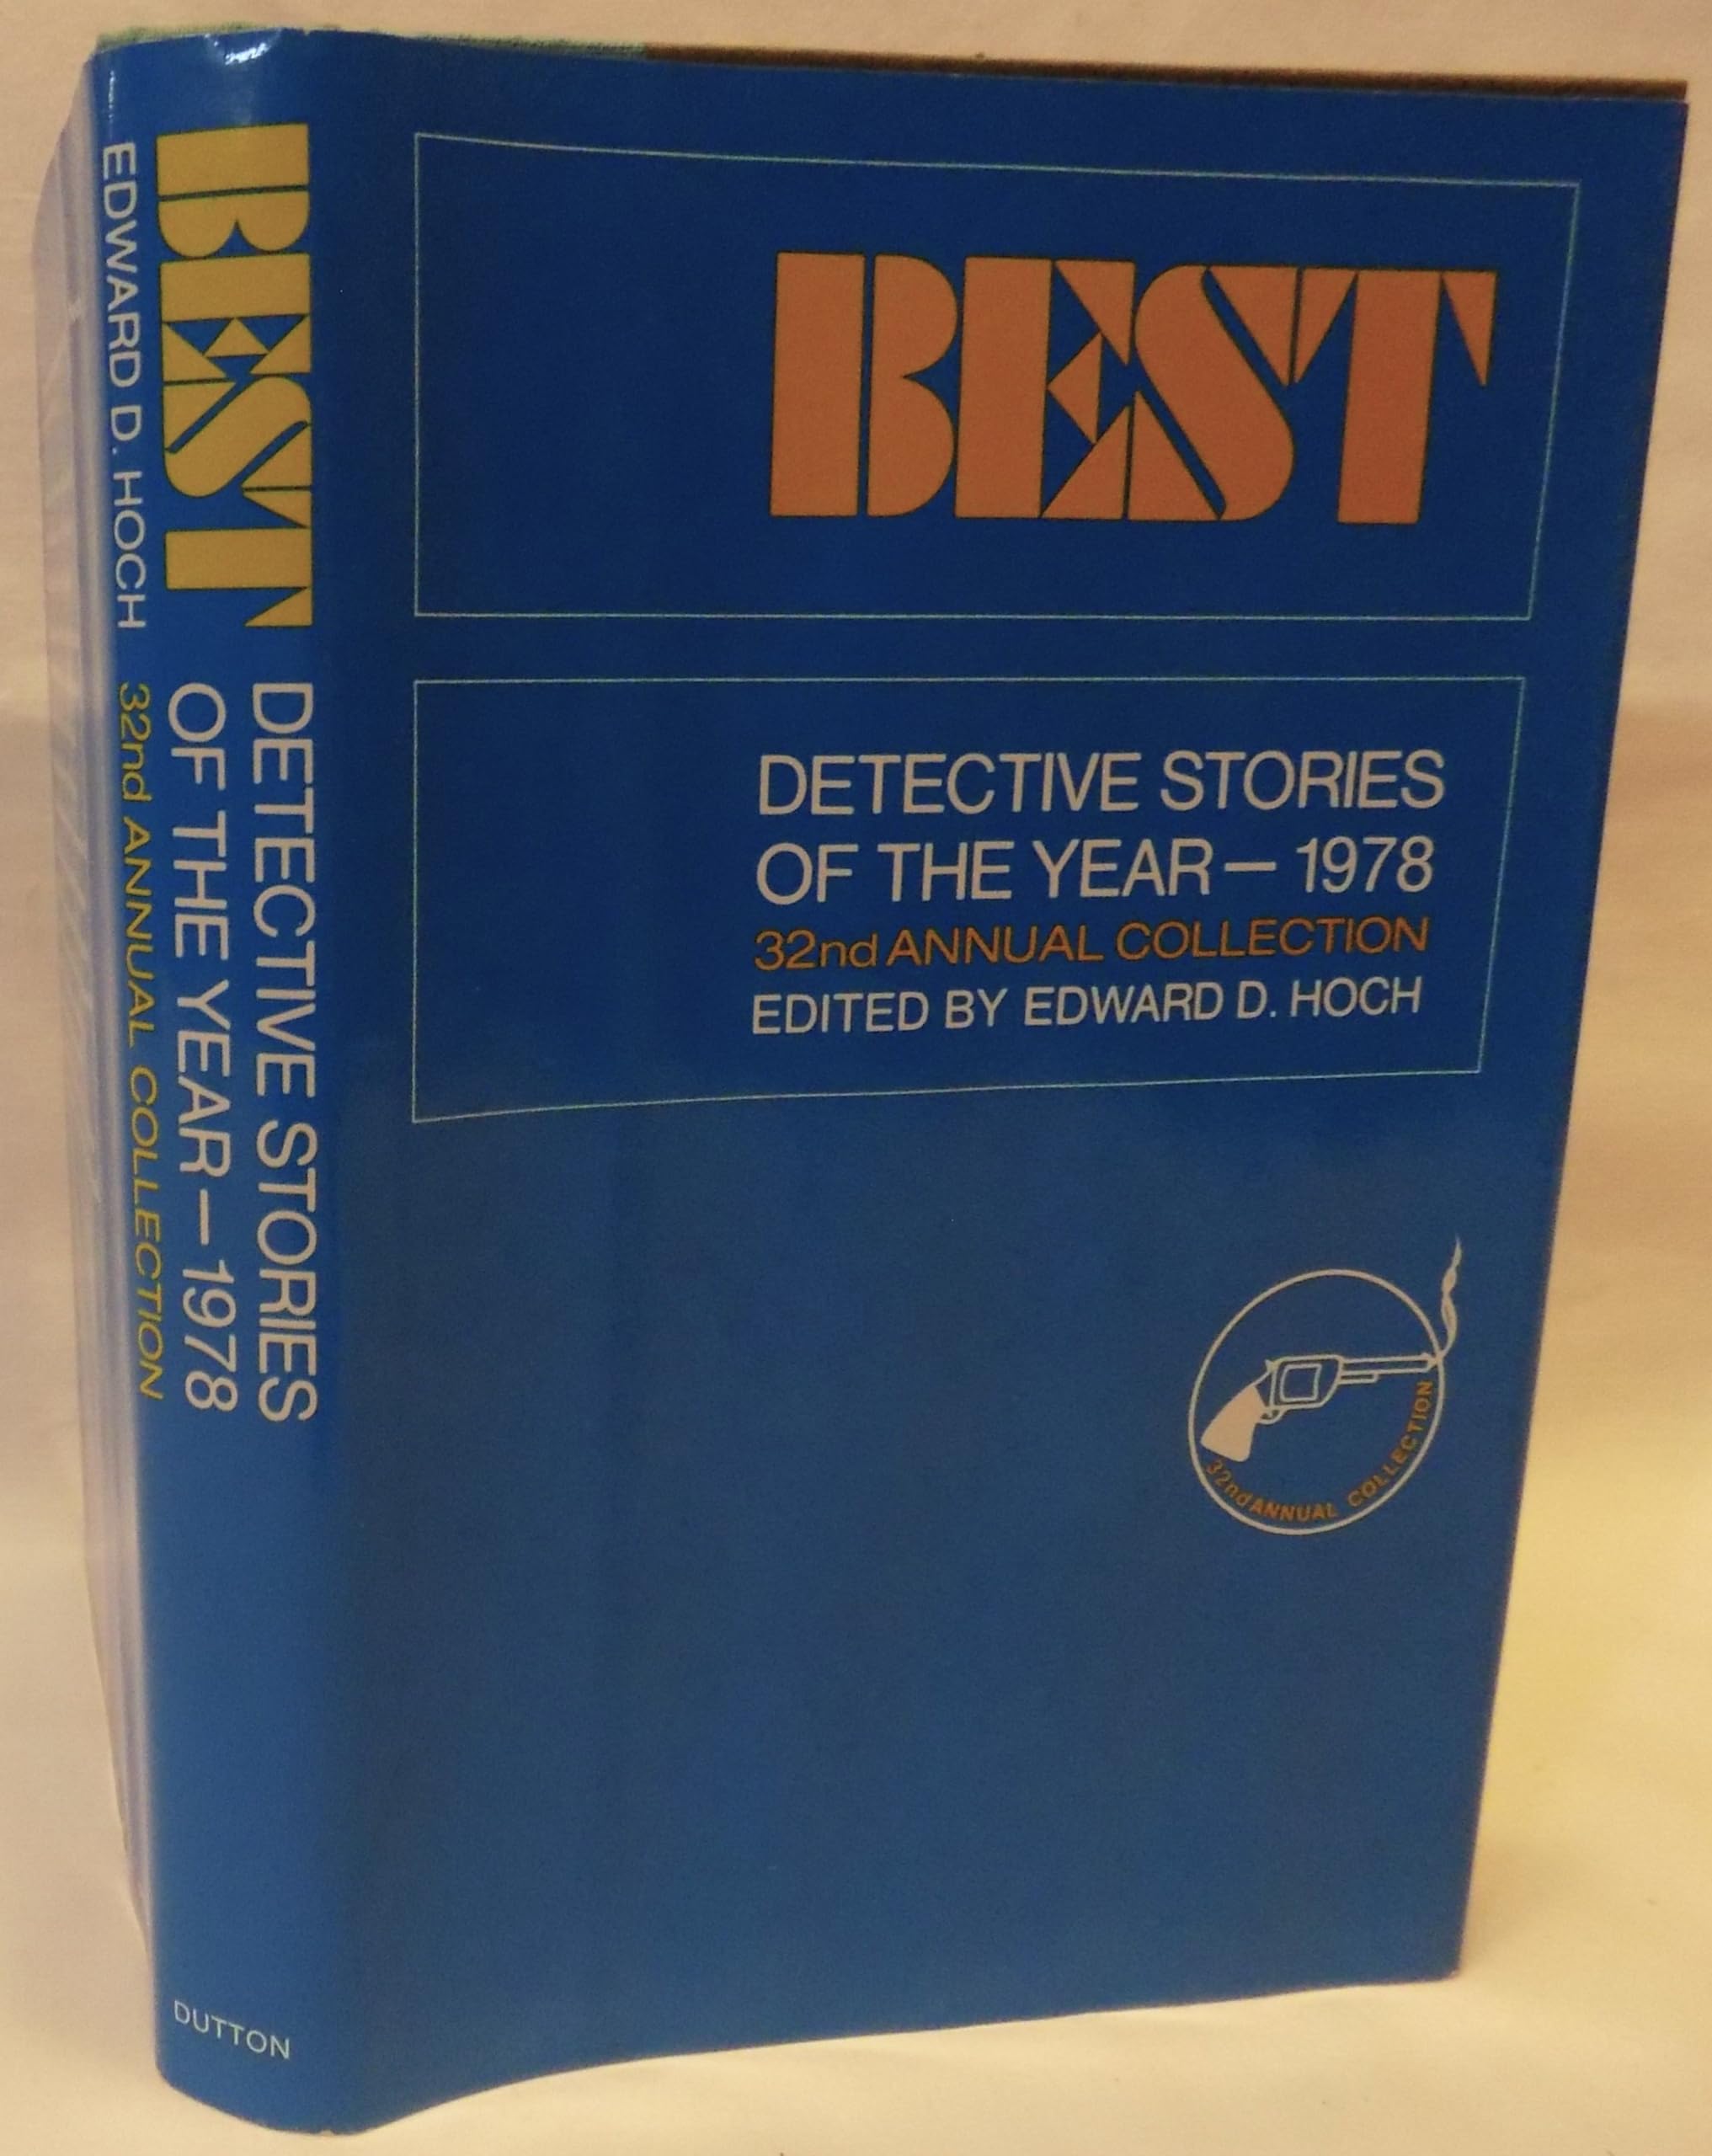 BEST
DETECTIVE STORIES
OF THE YEAR—1978
EDWARD D. HOCH
32nd ANNUAL COLLECTION
DUTTON
BEST
DETECTIVE STORIES
OF THE YEAR — 1978
32nd ANNUAL COLLECTION
EDITED BY EDWARD D. HOCH
32nd ANNUAL COLLECTION